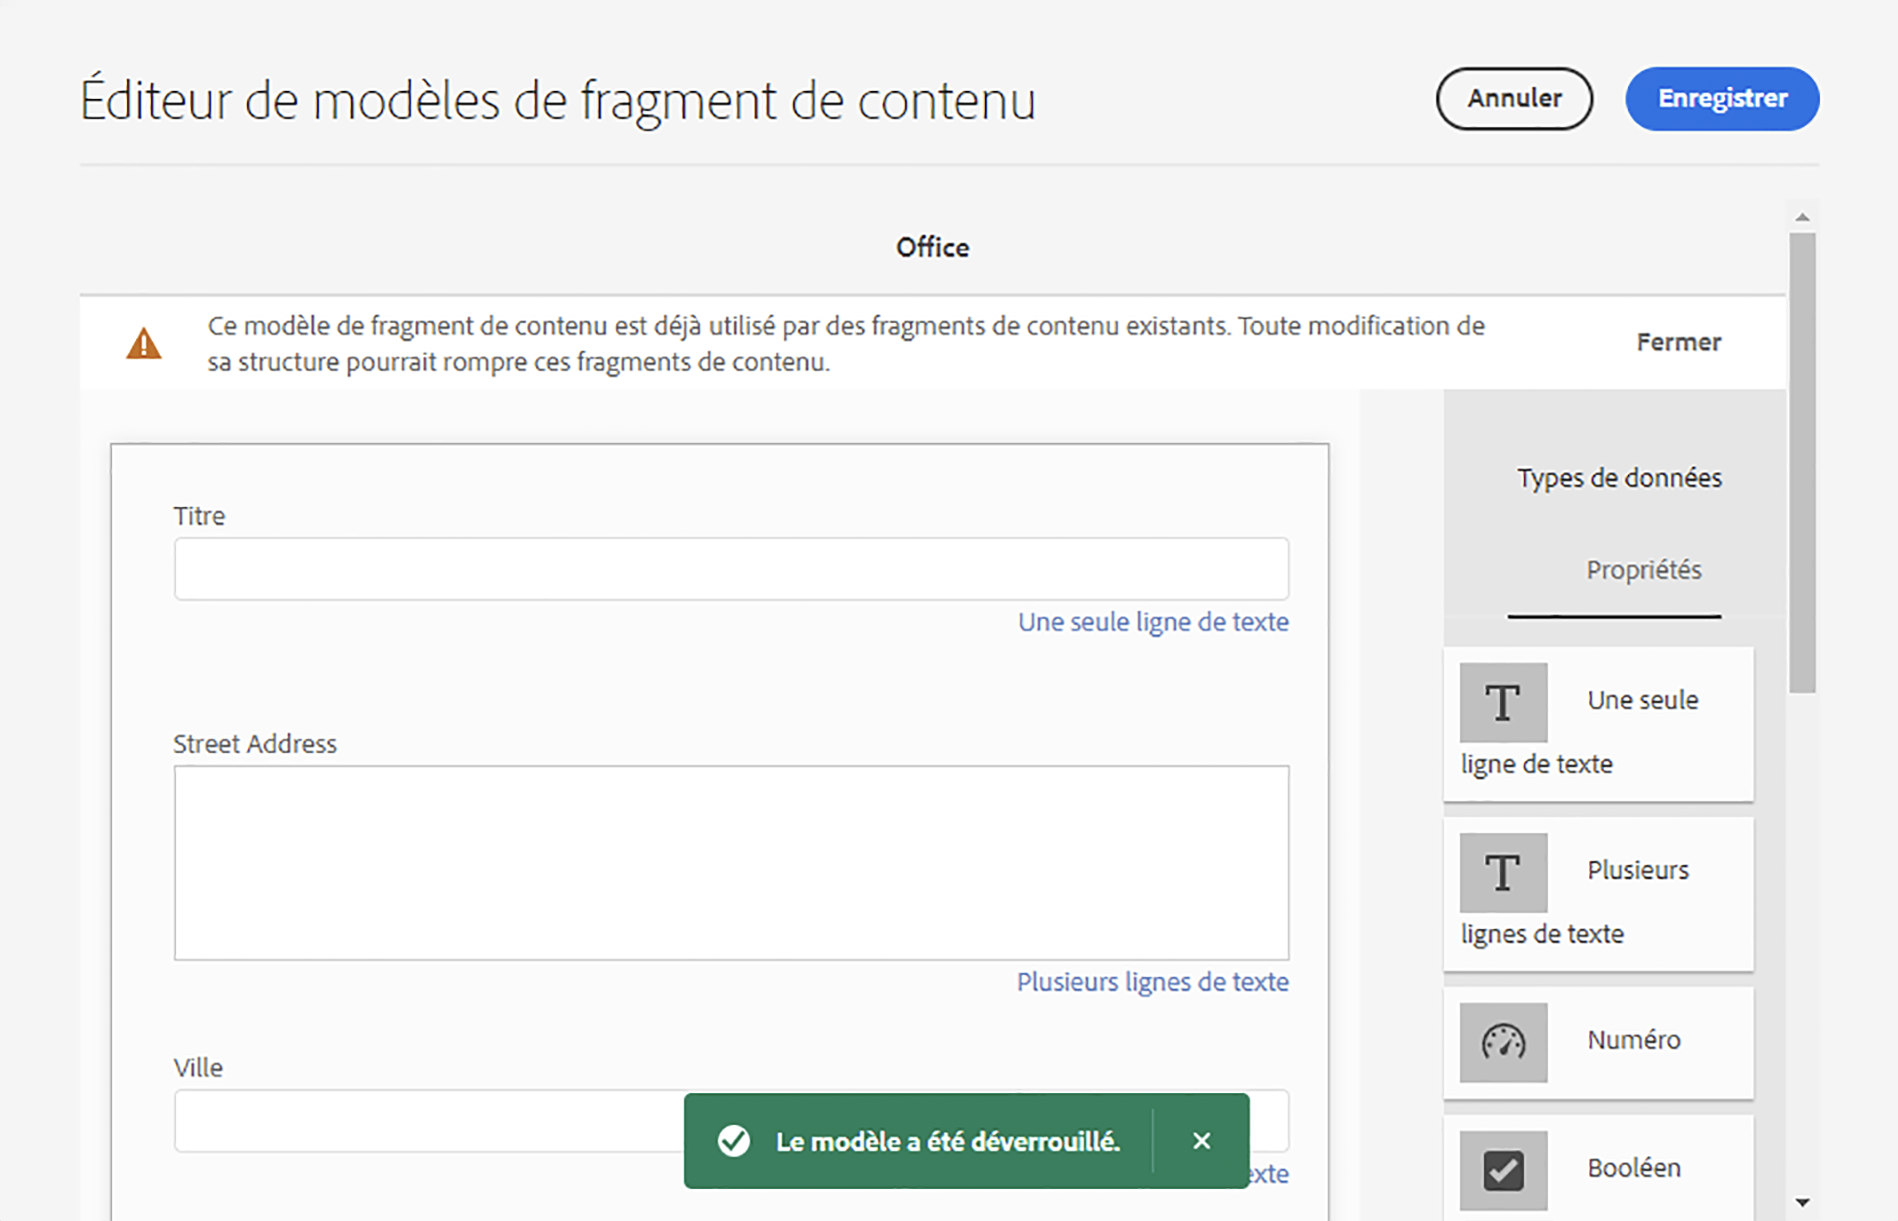 Éditeur de modèles de fragment de contenu
Annuler
Enregistrer
Office
Ce modèle de fragment de contenu est déjà utilisé par des fragments de contenu existants. Toute modification de
sa structure pourrait rompre ces fragments de contenu.
Fermer
Titre
Une seule ligne de texte
Street Address
Plusieurs lignes de texte
Ville
Le modèle a été déverrouillé.
Types de données
Propriétés
Une seule
ligne de texte
Plusieurs
lignes de texte
Numéro
Booléen